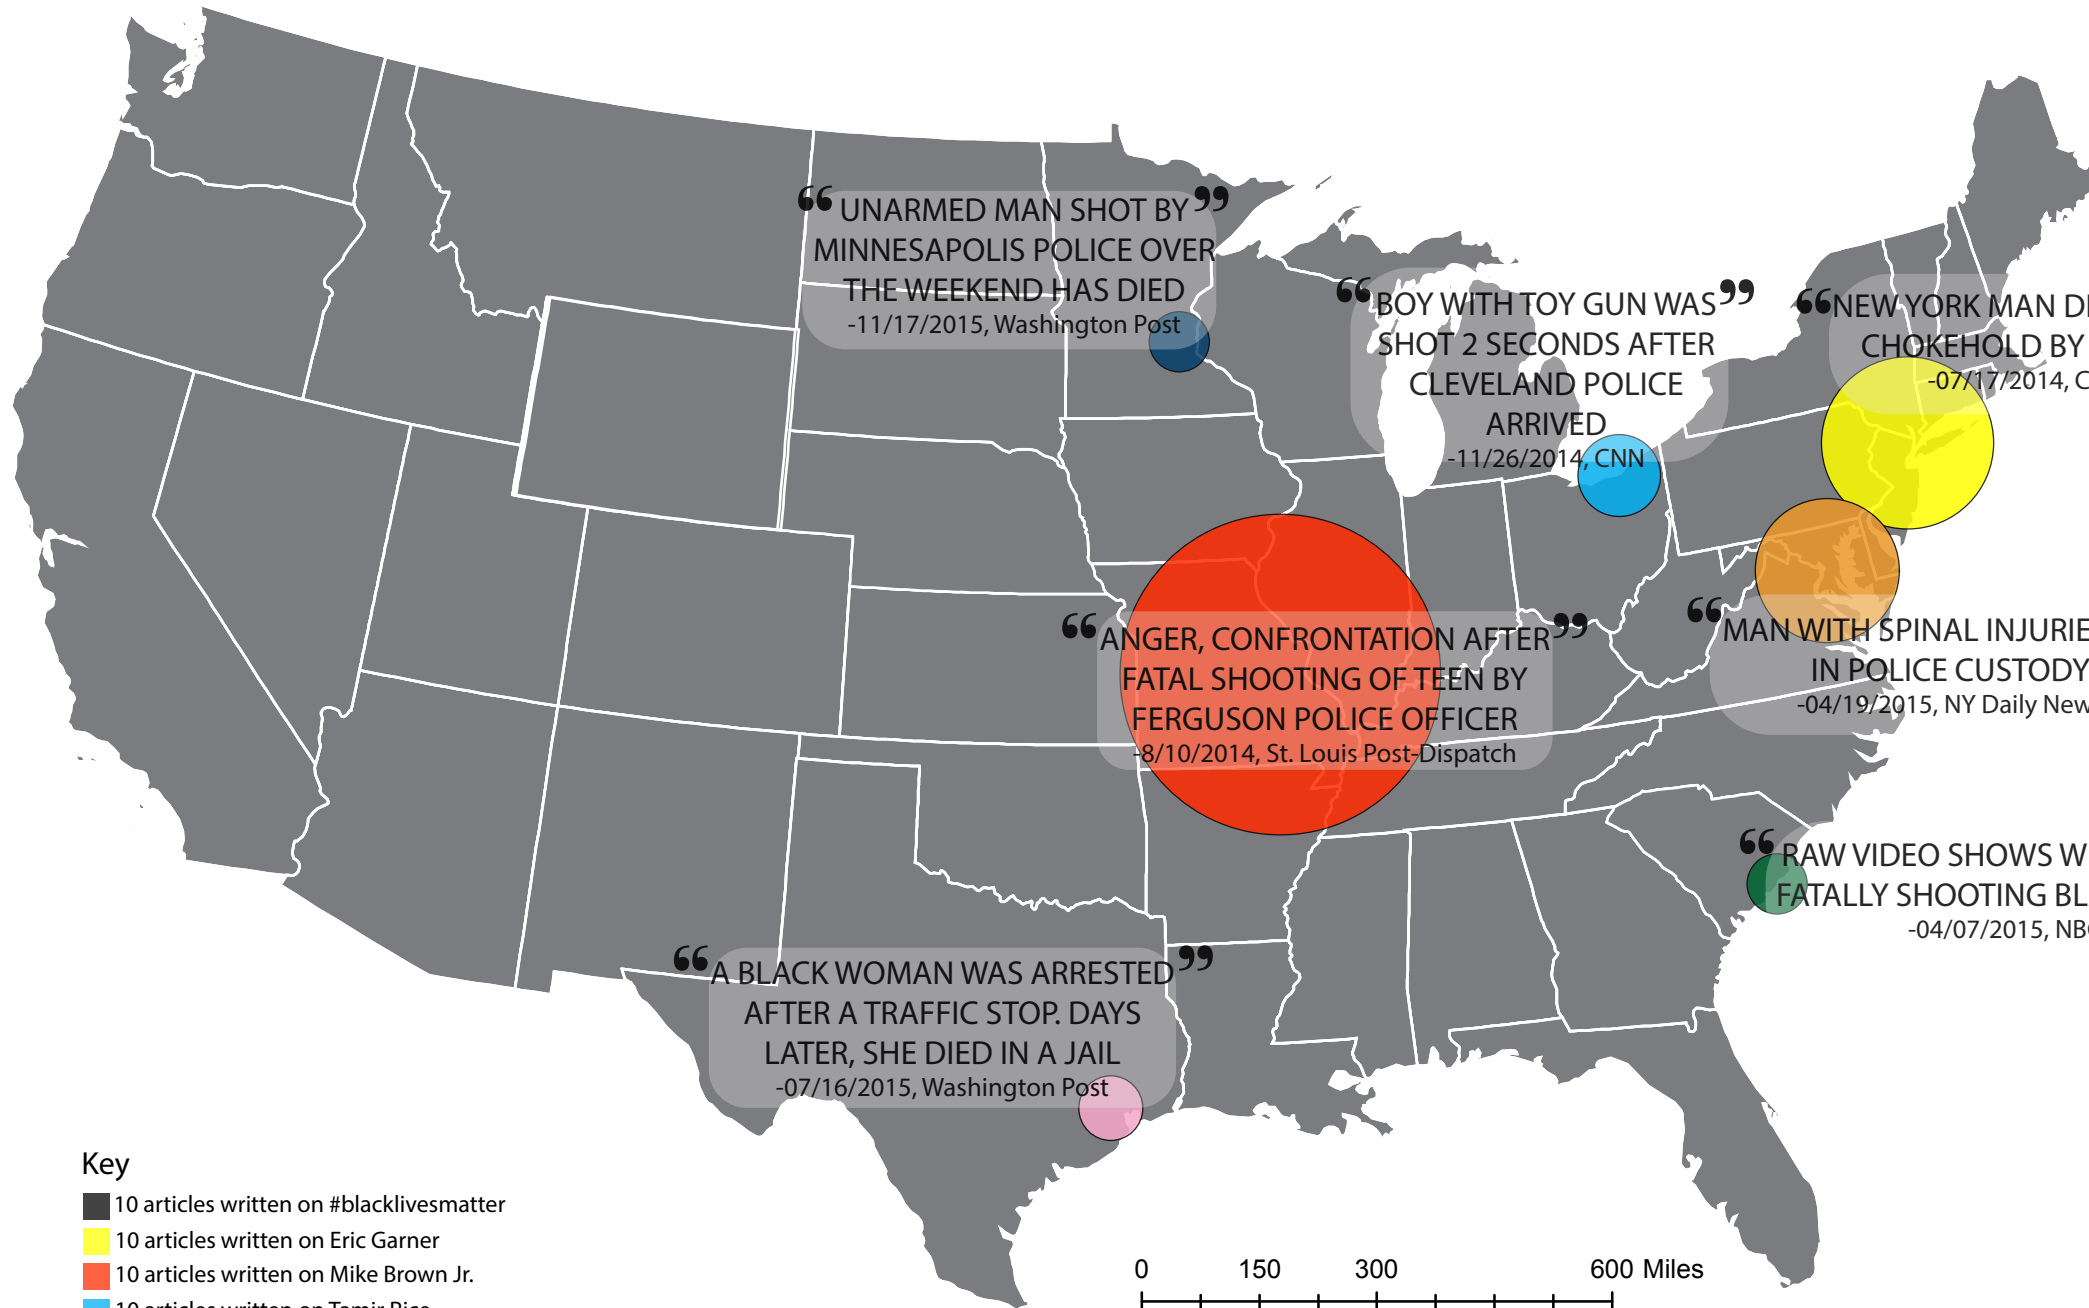 “ UNARMED MAN SHOT BY ”
MINNESAPOLIS POLICE OVER
THE WEEKEND HAS DIED
-11/17/2015, Washington Post
“ BOY WITH TOY GUN WAS ”
SHOT 2 SECONDS AFTER
CLEVELAND POLICE
ARRIVED
-11/26/2014, CNN
“ NEW YORK MAN
CHOKEHOLD BY
-07/17/2014,
“ ANGER, CONFRONTATION AFTER ”
FATAL SHOOTING OF TEEN BY
FERGUSON POLICE OFFICER
-8/10/2014, St. Louis Post-Dispatch
“ MAN WITH SPINAL
IN POLICE CUSTODY
-04/19/2015, NY Daily
“ RAW VIDEO SHOWS
FATALLY SHOOTING
-04/07/2015,
“ A BLACK WOMAN WAS ARRESTED ”
AFTER A TRAFFIC STOP. DAYS
LATER, SHE DIED IN A JAIL
-07/16/2015, Washington Post
Key
10 articles written on #blacklivesmatter
10 articles written on Eric Garner
10 articles written on Mike Brown Jr.
10 articles written on Tamir Rice
0 150 300 600 Miles